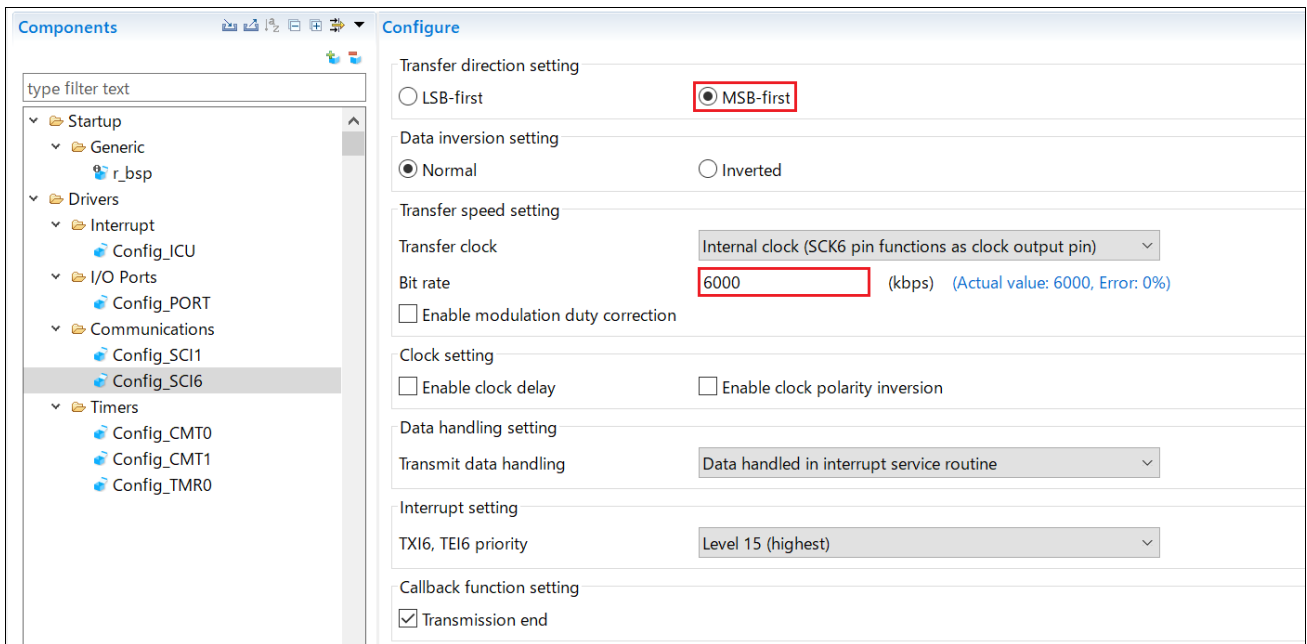 Components
Configure
type filter text
Startup
Generic
r_bsp
Drivers
Interrupt
Config_ICU
I/O Ports
Config_PORT
Communications
Config_SCI1
Config_SCI6
Timers
Config_CMT0
Config_CMT1
Config_TMR0
Transfer direction setting
LSB-first MSB-first
Data inversion setting
Normal Inverted
Transfer speed setting
Transfer clock Internal clock (SCK6 pin functions as clock output pin)
Bit rate 6000 (kbps) (Actual value: 6000, Error: 0%)
Enable modulation duty correction
Clock setting
Enable clock delay Enable clock polarity inversion
Data handling setting
Transmit data handling Data handled in interrupt service routine
Interrupt setting
TXI6, TEI6 priority Level 15 (highest)
Callback function setting
Transmission end